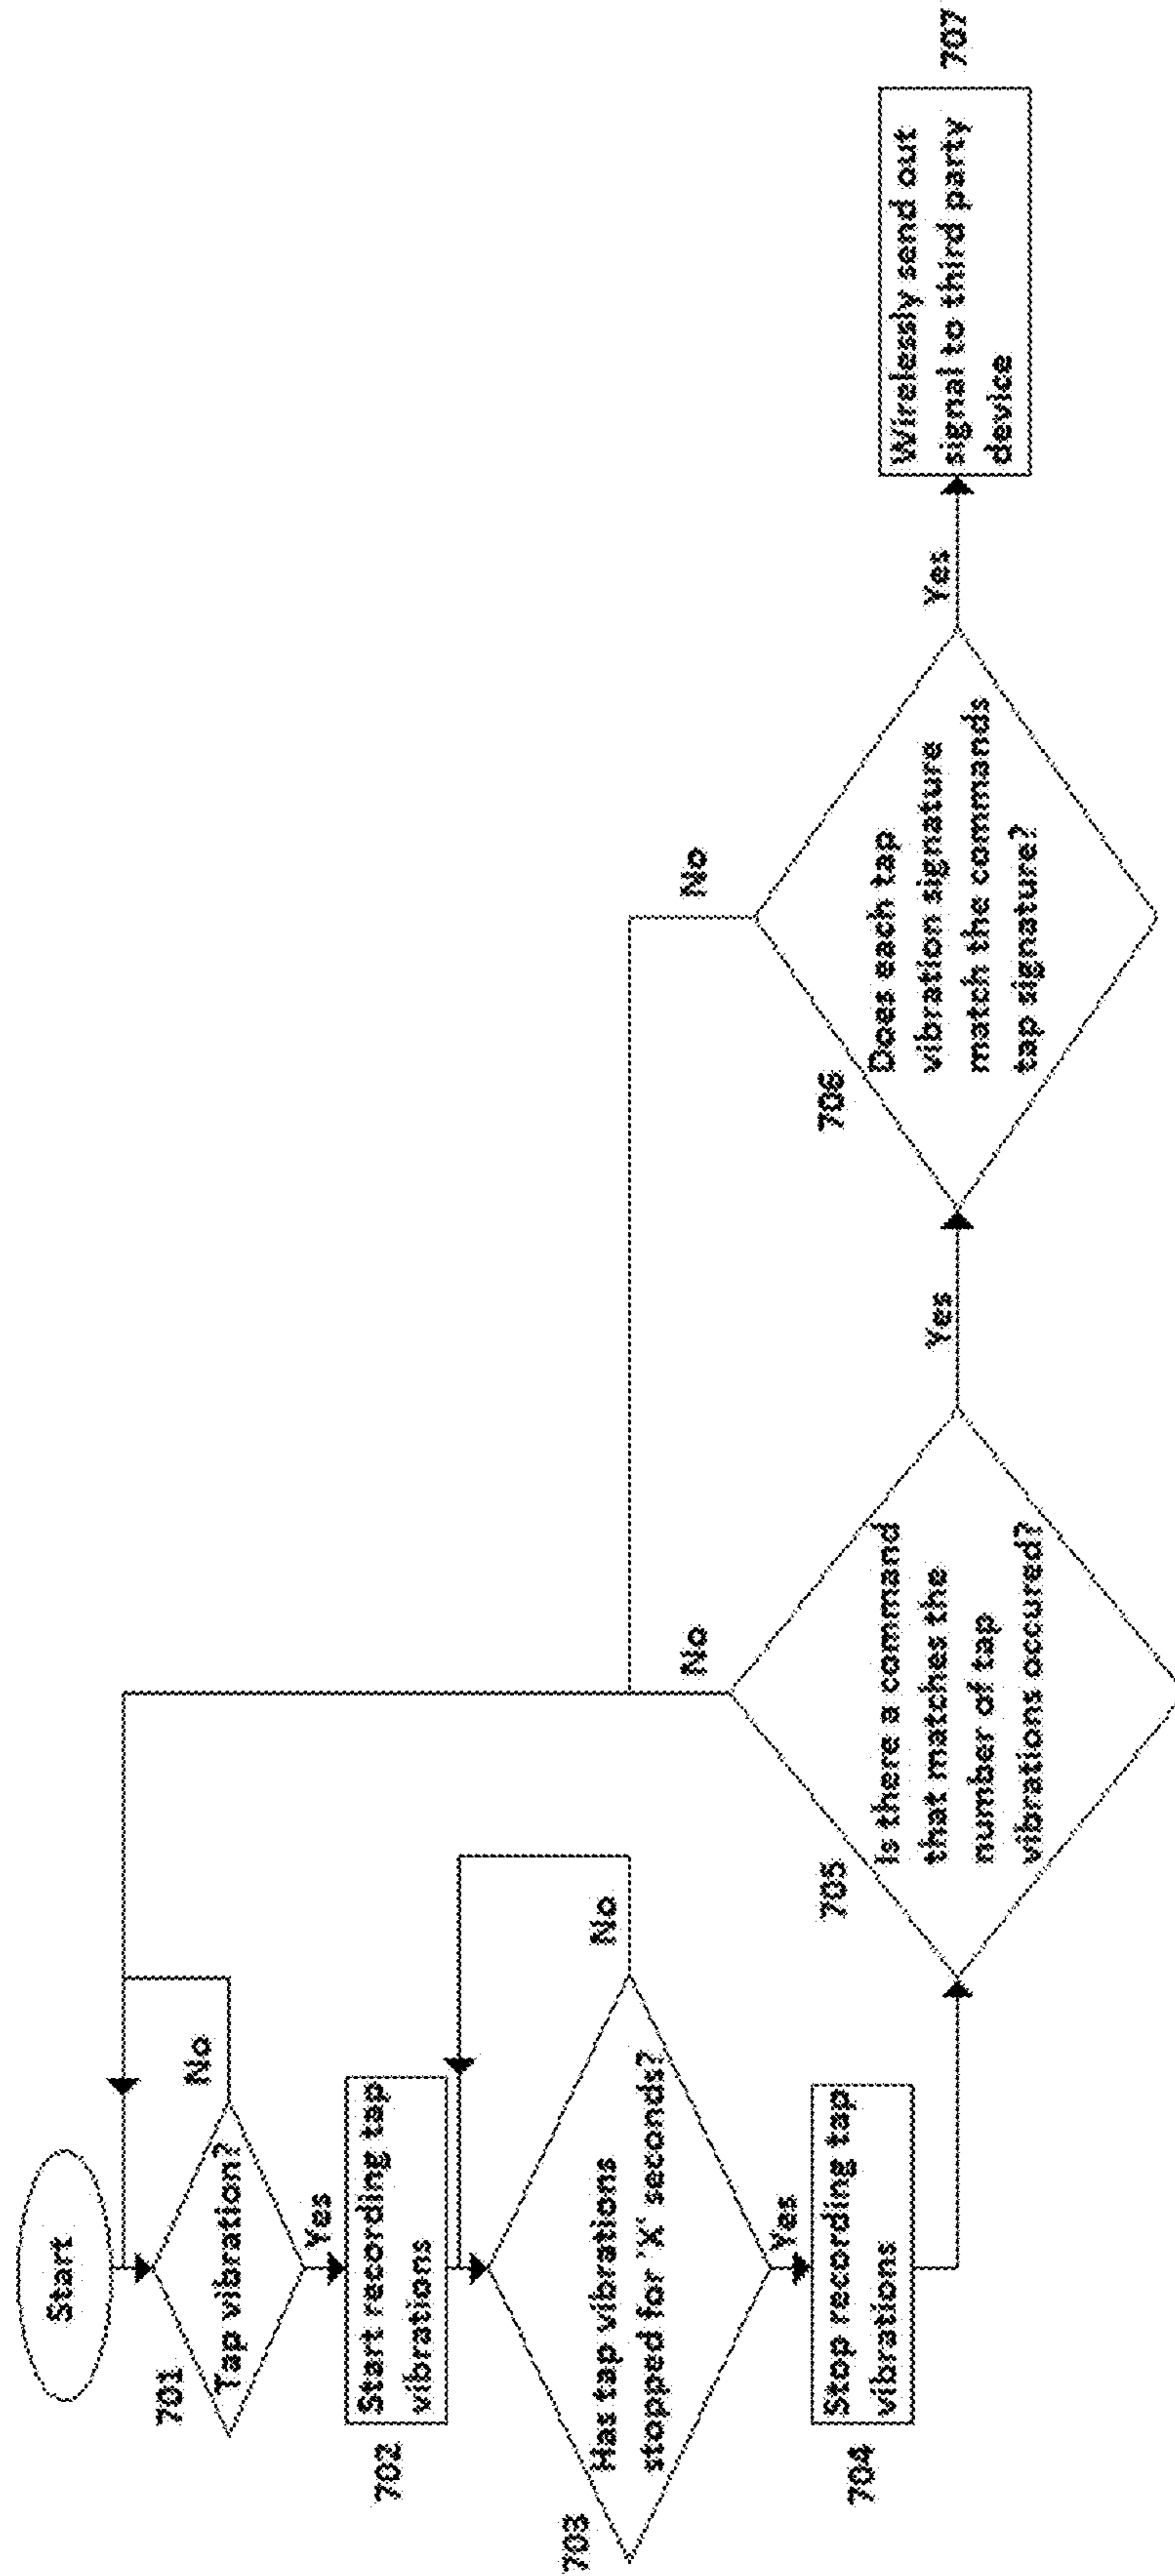 Start
701
Tap vibration?
No
Yes
702
Start recording tap
vibrations
703
Has tap vibrations
stopped for 'X' seconds?
No
Yes
704
Stop recording tap
vibrations
705
Is there a command
that matches the
number of tap
vibrations occured?
No
Yes
706
Does each tap
vibration signature
match the commands
tap signature?
No
Yes
Wirelessly send out
signal to third party
device
707